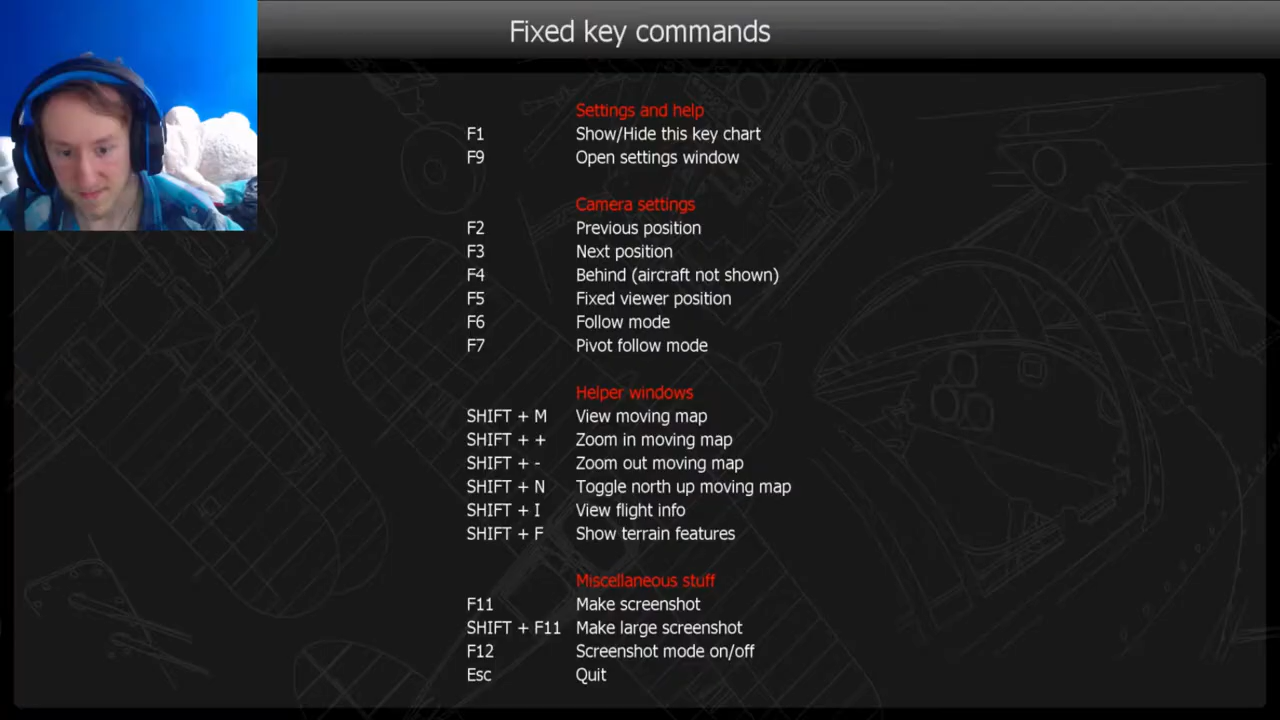 Fixed key commands
Settings and help
F1 Show/Hide this key chart
F9 Open settings window
Camera settings
F2 Previous position
F3 Next position
F4 Behind (aircraft not shown)
F5 Fixed viewer position
F6 Follow mode
F7 Pivot follow mode
Helper windows
SHIFT + M View moving map
SHIFT + + Zoom in moving map
SHIFT + - Zoom out moving map
SHIFT + N Toggle north up moving map
SHIFT + I View flight info
SHIFT + F Show terrain features
Miscellaneous stuff
F11 Make screenshot
SHIFT + F11 Make large screenshot
F12 Screenshot mode on/off
Esc Quit